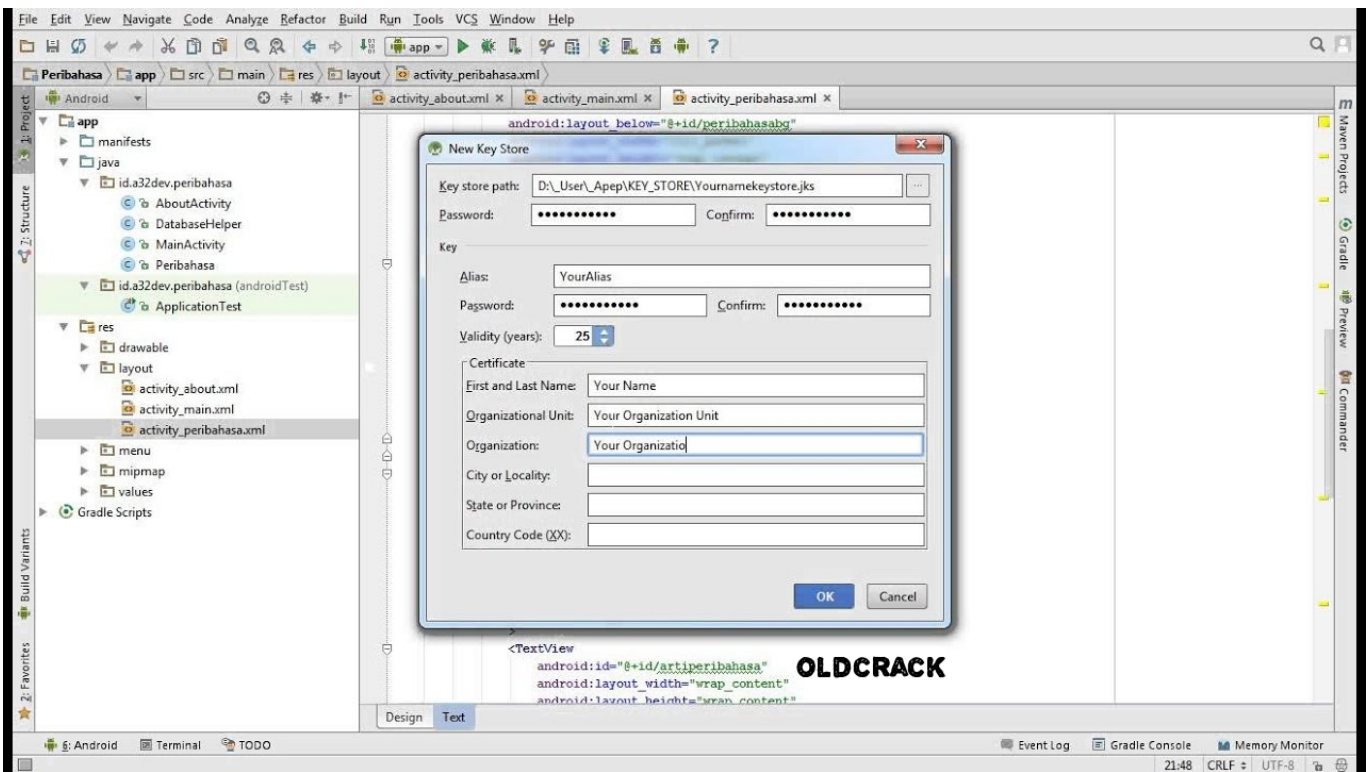 File Edit View Navigate Code Analyze Refactor Build Run Tools VCS Window Help
app
Peribahasa app src main res layout activity_peribahasa.xml
Android
activity_about.xml activity_main.xml activity_peribahasa.xml
1: Project
7: Structure
Build Variants
2: Favorites
app
manifests
java
id.a32dev.peribahasa
AboutActivity
DatabaseHelper
MainActivity
Peribahasa
id.a32dev.peribahasa (androidTest)
ApplicationTest
res
drawable
layout
activity_about.xml
activity_main.xml
activity_peribahasa.xml
menu
mipmap
values
Gradle Scripts
android:layout_below="@+id/peribahasabg"
New Key Store
Key store path: D:\_User\_Apep\KEY_STORE\Yournamekeystore.jks ...
Password: ••••••••••• Confirm: •••••••••••
Key
Alias: YourAlias
Password: ••••••••••• Confirm: •••••••••••
Validity (years): 25
Certificate
First and Last Name: Your Name
Organizational Unit: Your Organization Unit
Organization: Your Organizatio
City or Locality:
State or Province:
Country Code (XX):
OK Cancel
>
<TextView
android:id="@+id/artiperibahasa"
android:layout_width="wrap_content"
android:layout_height="wrap_content"
OLDCRACK
Design Text
m Maven Projects
Gradle
Preview
Commander
6: Android Terminal TODO Event Log Gradle Console Memory Monitor
21:48 CRLF UTF-8